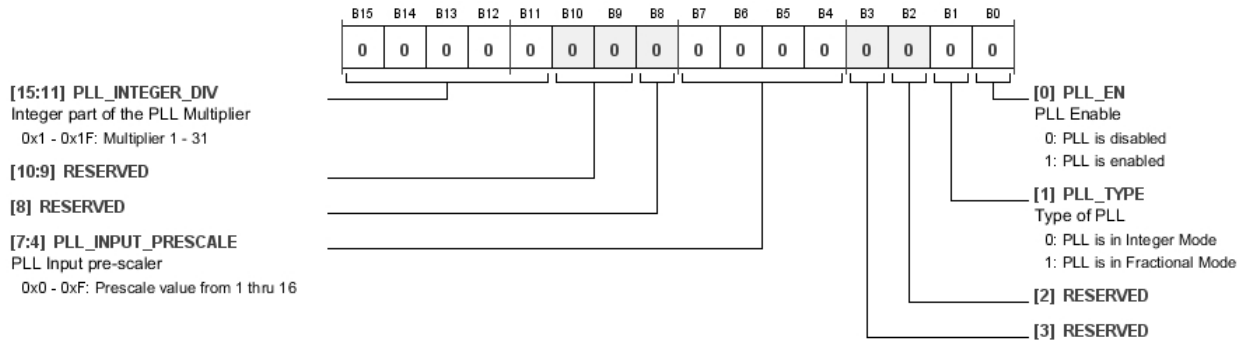 B15 B14 B13 B12 B11 B10 B9 B8 B7 B6 B5 B4 B3 B2 B1 B0
0 0 0 0 0 0 0 0 0 0 0 0 0 0 0 0
[15:11] PLL_INTEGER_DIV
Integer part of the PLL Multiplier
0x1 - 0x1F: Multiplier 1 - 31
[10:9] RESERVED
[8] RESERVED
[7:4] PLL_INPUT_PRESCALE
PLL Input pre-scaler
0x0 - 0xF: Prescale value from 1 thru 16
[0] PLL_EN
PLL Enable
0: PLL is disabled
1: PLL is enabled
[1] PLL_TYPE
Type of PLL
0: PLL is in Integer Mode
1: PLL is in Fractional Mode
[2] RESERVED
[3] RESERVED